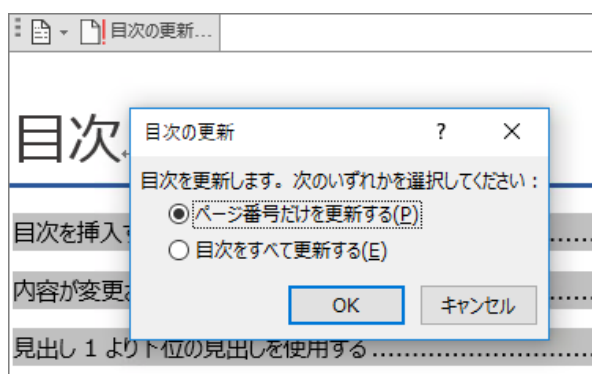 目次の更新...
目次
目次の更新 ?
目次を更新します。次のいずれかを選択してください:
ページ番号だけを更新する(P)
目次をすべて更新する(E)
OK キャンセル
目次を挿入
内容が変更
見出し 1 より下位の見出しを使用する